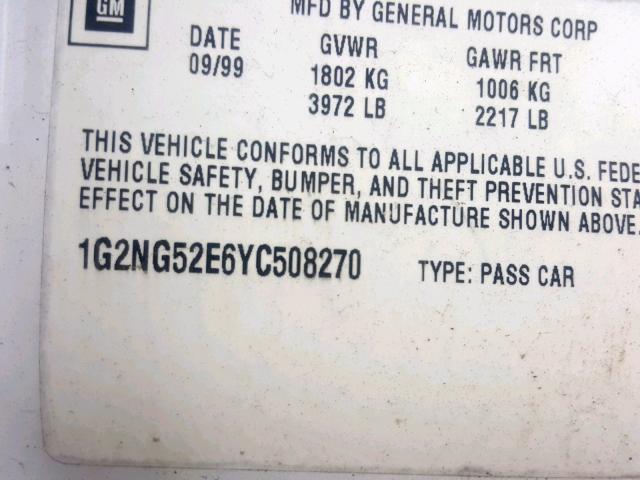 GM
MFD BY GENERAL MOTORS CORP
DATE GVWR GAWR FRT
09/99 1802 KG 1006 KG
3972 LB 2217 LB
THIS VEHICLE CONFORMS TO ALL APPLICABLE U.S. FEDE
VEHICLE SAFETY, BUMPER, AND THEFT PREVENTION STA
EFFECT ON THE DATE OF MANUFACTURE SHOWN ABOVE.
1G2NG52E6YC508270 TYPE: PASS CAR